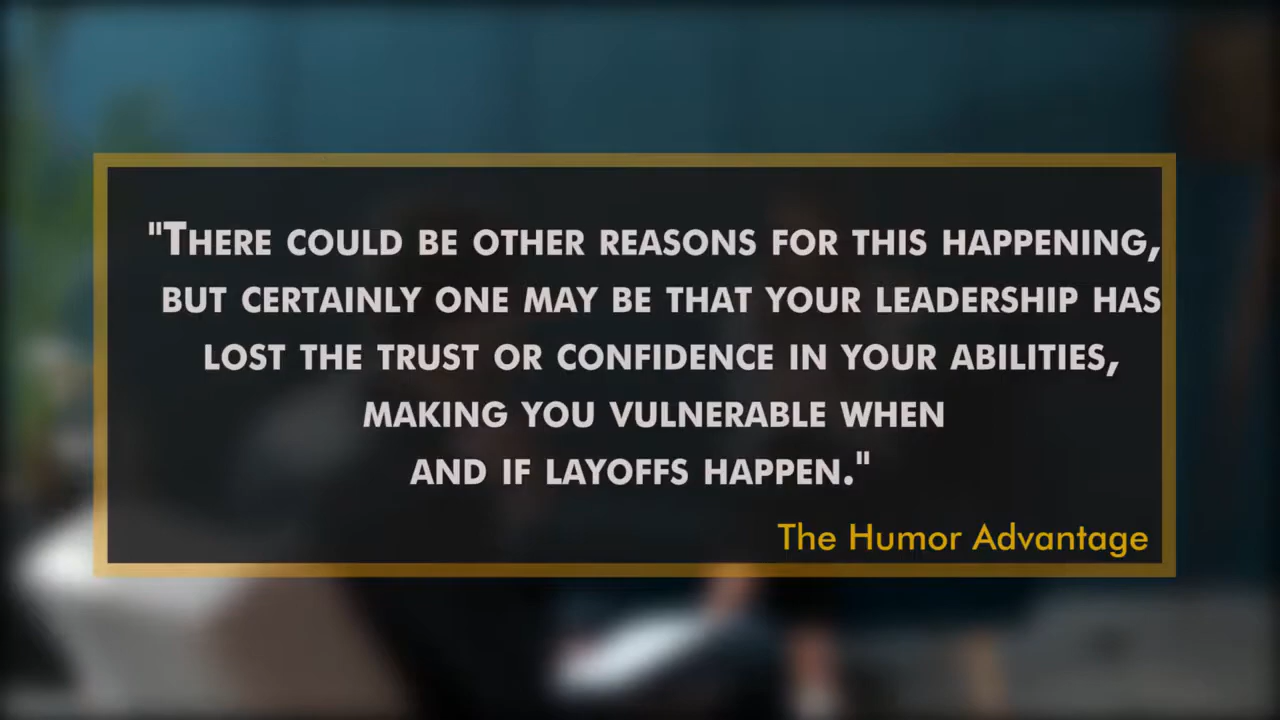 "There could be other reasons for this happening,
but certainly one may be that your leadership has
lost the trust or confidence in your abilities,
making you vulnerable when
and if layoffs happen."
The Humor Advantage